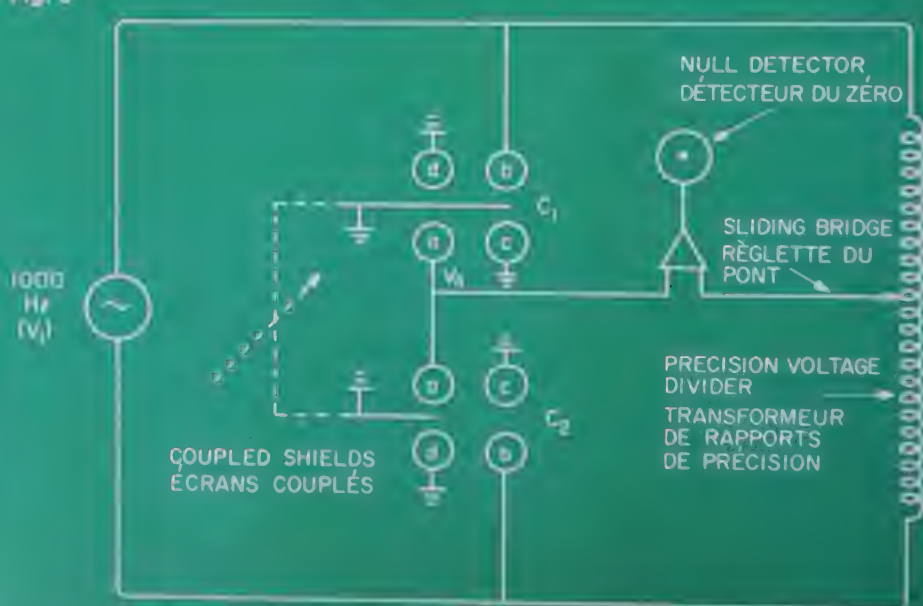 NULL DETECTOR
DÉTECTEUR DU ZÉRO
d
b
C₁
a
c
SLIDING BRIDGE
RÈGLETTE DU
PONT
1000
Hz
(V₁)
c
C₂
d
b
PRECISION VOLTAGE
DIVIDER
TRANSFORMEUR
DE RAPPORTS
DE PRÉCISION
COUPLED SHIELDS
ÉCRANS COUPLÉS